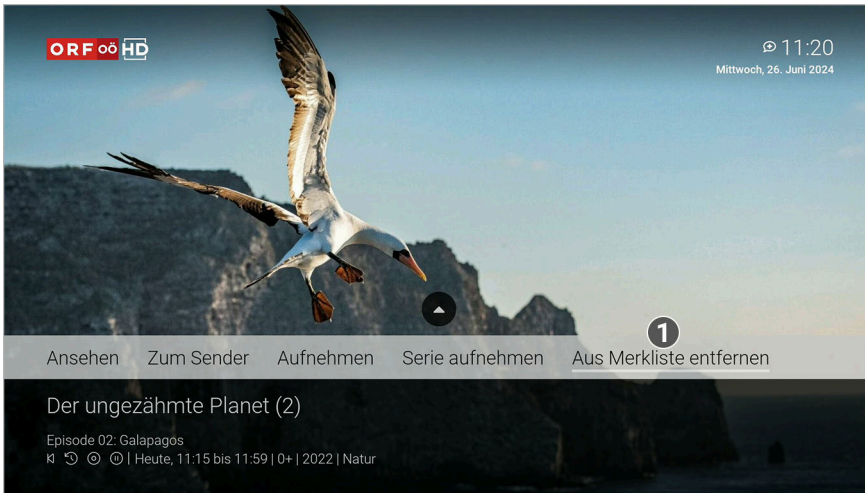 ORF OÖ HD
11:20
Mittwoch, 26. Juni 2024
1
Ansehen Zum Sender Aufnehmen Serie aufnehmen Aus Merkliste entfernen
Der ungezähmte Planet (2)
Episode 02: Galapagos
| Heute, 11:15 bis 11:59 | 0+ | 2022 | Natur